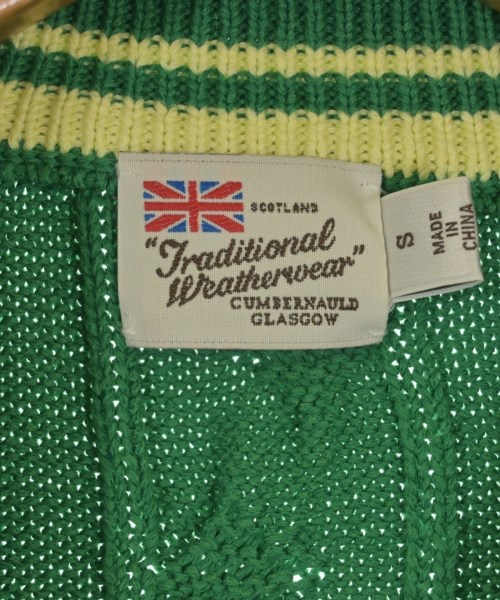 SCOTLAND
"Traditional
Weatherwear"
CUMBERNAULD
GLASGOW
S
MADE
IN
CHINA